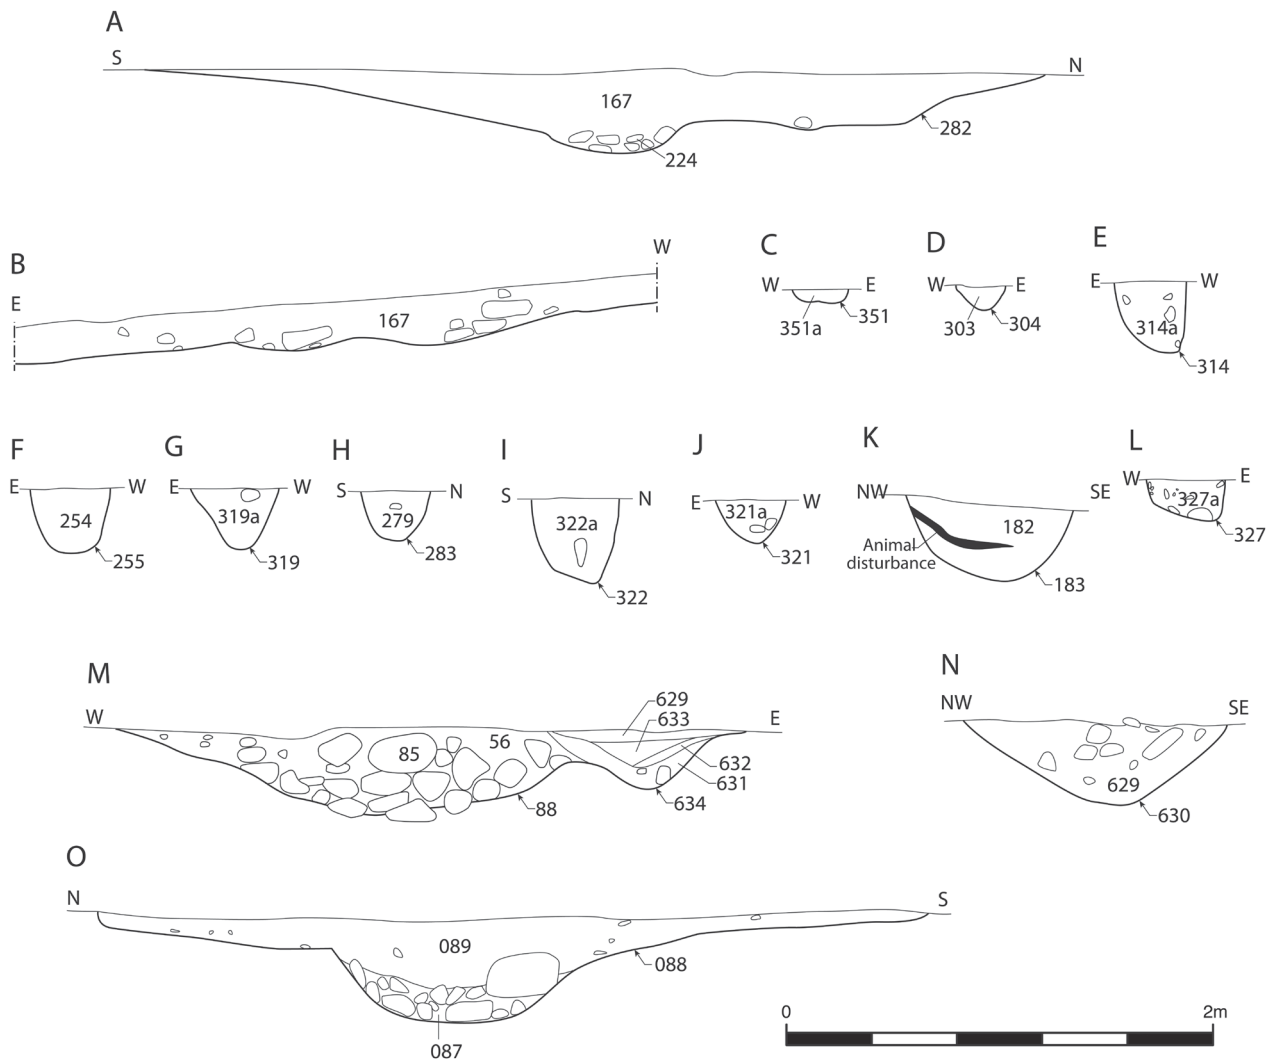 A
S
N
167
282
224
B
E
W
167
C
W E
351a
351
D
W E
303
304
E
E W
314a
314
F
E W
254
255
G
E W
319a
319
H
S N
279
283
I
S N
322a
322
J
E W
321a
321
K
NW SE
182
Animal
disturbance
183
L
W E
327a
327
M
W E
629
633
56
85
632
631
634
88
N
NW SE
629
630
O
N S
089
088
087
0 2m